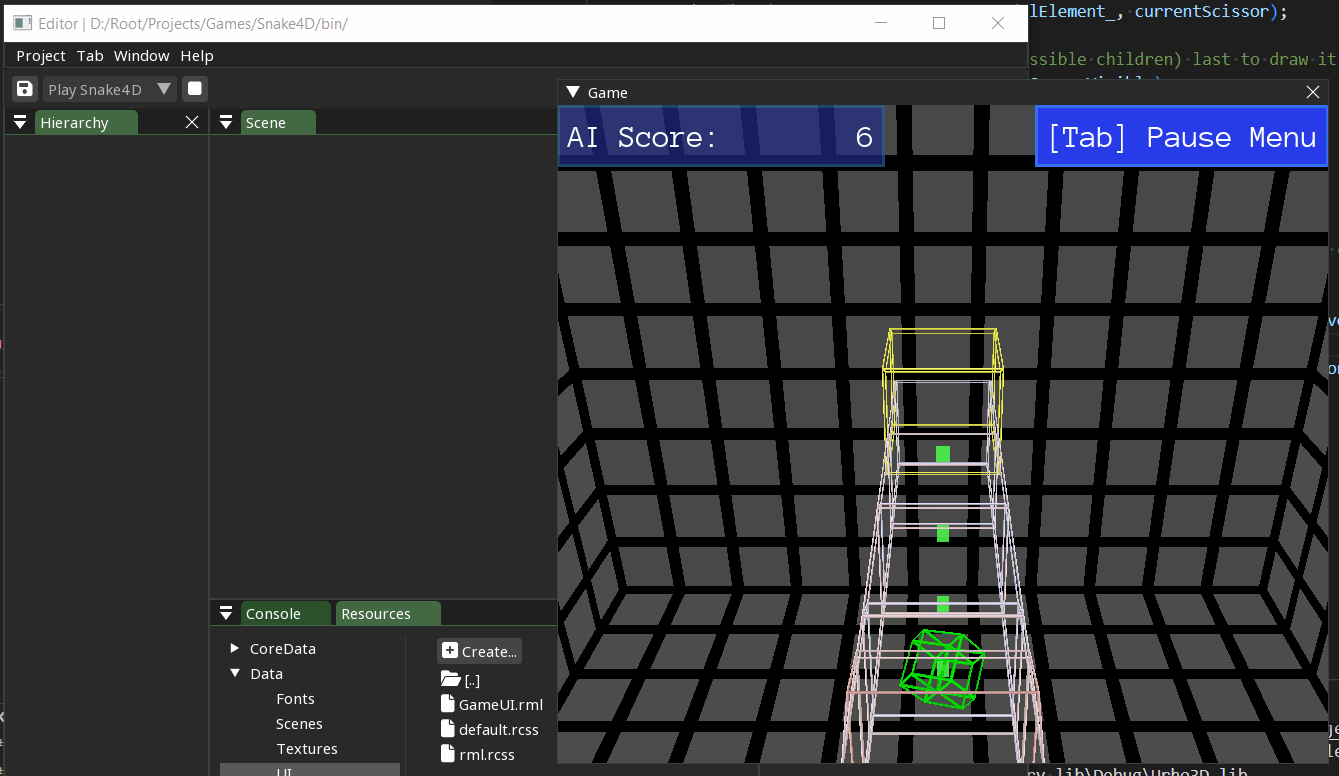 Editor | D:/Root/Projects/Games/Snake4D/bin/
lElement_, currentScissor);
Project Tab Window Help
ssible children) last to draw it
Play Snake4D
Game
Hierarchy
Scene
AI Score: 6
[Tab] Pause Menu
Console
Resources
CoreData
Data
Fonts
Scenes
Textures
UI
Create...
[..]
GameUI.rml
default.rcss
rml.rcss
lib\Debug\Urho3D.lib